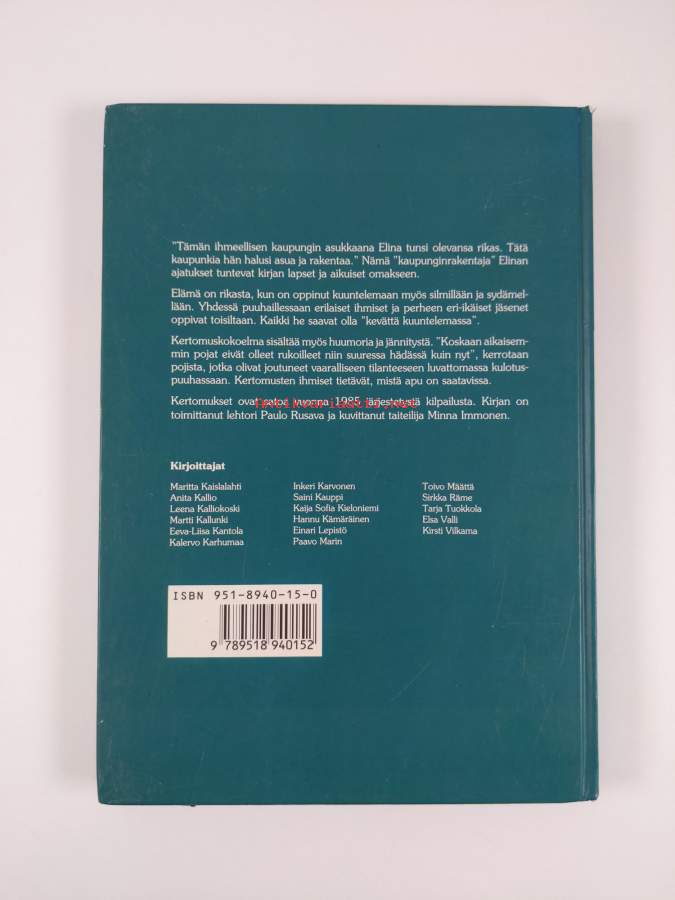 "Tämän ihmeellisen kaupungin asukkaana Elina tunsi olevansa rikas. Tätä
kaupunkia hän halusi asua ja rakentaa." Nämä "kaupunginrakentaja" Elinan
ajatukset tuntevat kirjan lapset ja aikuiset omakseen.
Elämä on rikasta, kun on oppinut kuuntelemaan myös silmillään ja sydämel-
lään. Yhdessä puuhaillessaan erilaiset ihmiset ja perheen eri-ikäiset jäsenet
oppivat toisiltaan. Kaikki he saavat olla "kevättä kuuntelemassa".
Kertomuskokoelma sisältää myös huumoria ja jännitystä. "Koskaan aikaisem-
min pojat eivät olleet rukoilleet niin suuressa hädässä kuin nyt", kerrotaan
pojista, jotka olivat joutuneet vaaralliseen tilanteeseen luvattomassa kulotus-
puuhassaan. Kertomusten ihmiset tietävät, mistä apu on saatavissa.
Kertomukset ovat satoa vuonna 1985 järjestetystä kilpailusta. Kirjan on
toimittanut lehtori Paulo Rusava ja kuvittanut taiteilija Minna Immonen.
Kirjoittajat
Maritta Kaislalahti
Anita Kallio
Leena Kalliokoski
Martti Kallunki
Eeva-Liisa Kantola
Kalervo Karhumaa
Inkeri Karvonen
Saini Kauppi
Kaija Sofia Kieloniemi
Hannu Kämäräinen
Einari Lepistö
Paavo Marin
Toivo Määttä
Sirkka Räme
Tarja Tuokkola
Elsa Valli
Kirsti Vilkama
ISBN 951-8940-15-0
9 789518 940152